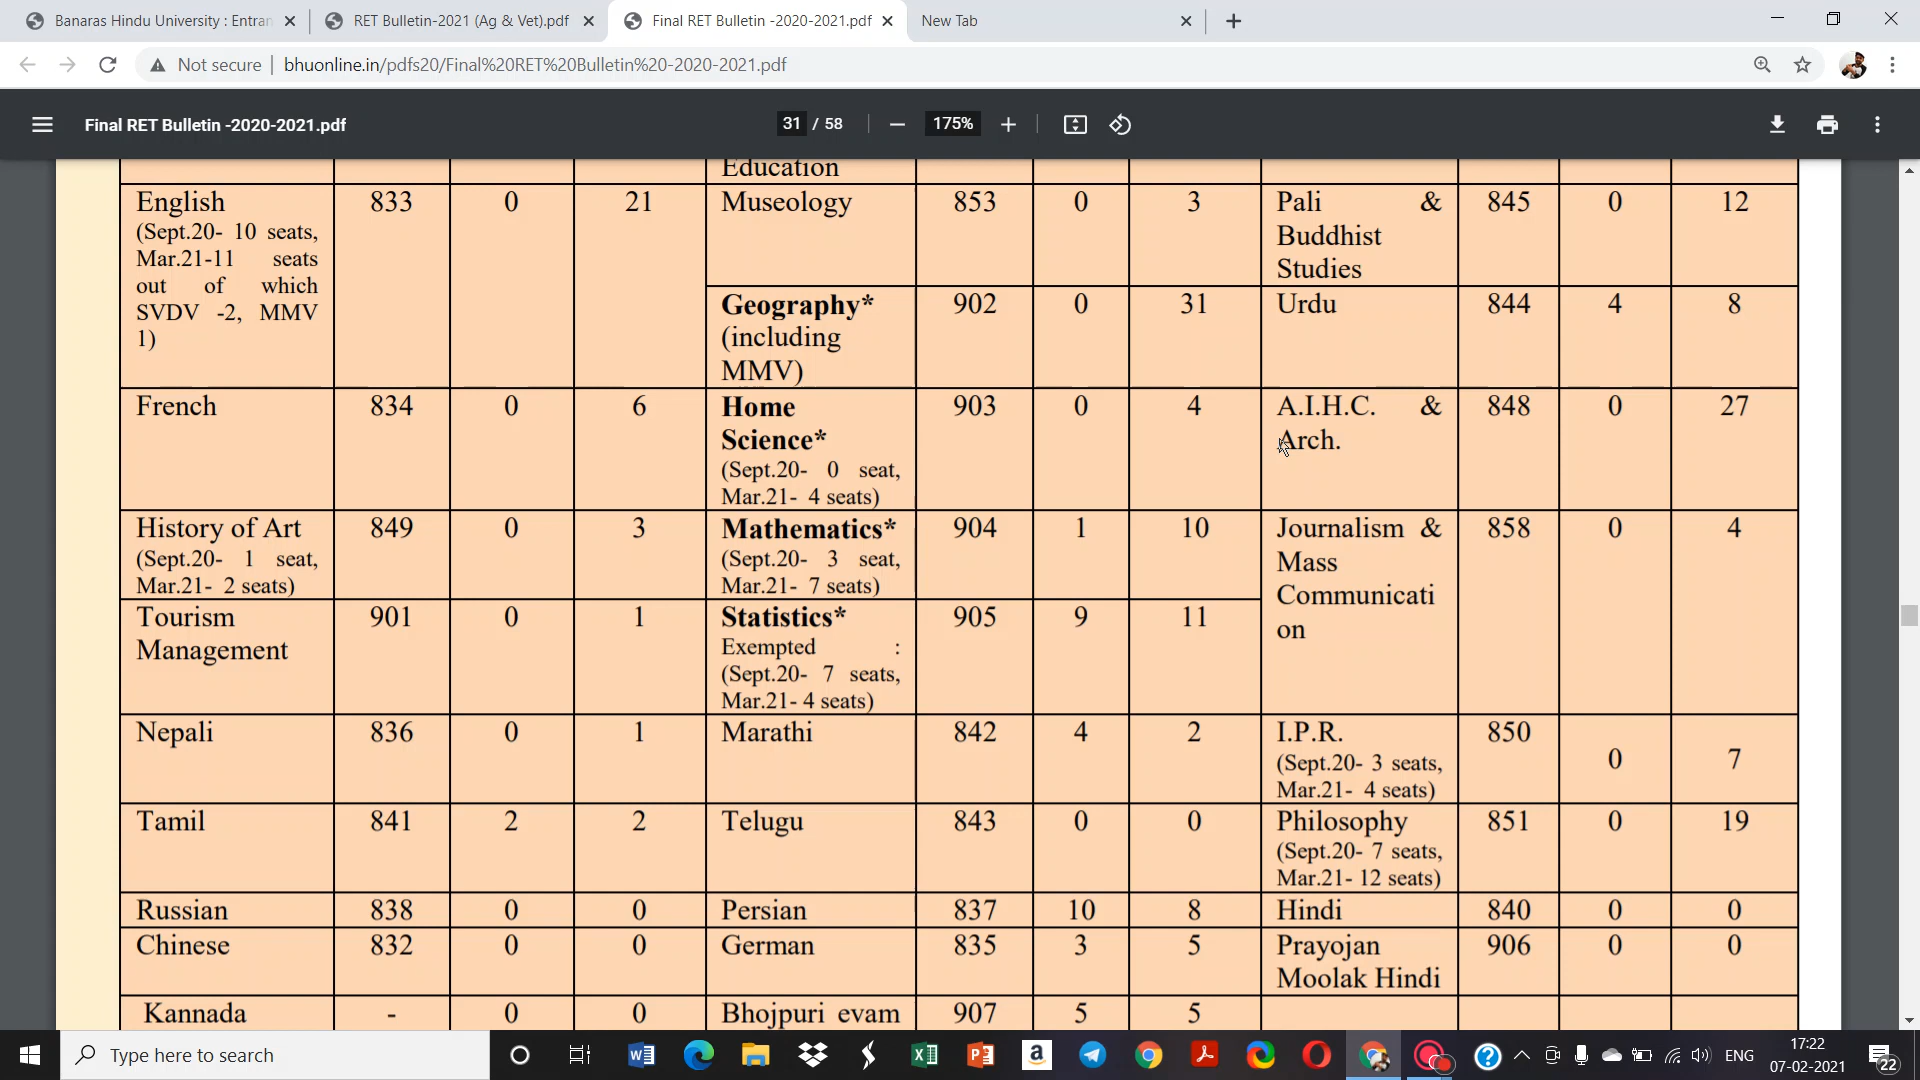 Banaras Hindu University : Entran
RET Bulletin-2021 (Ag & Vet).pdf
Final RET Bulletin -2020-2021.pdf
New Tab
Not secure
bhuonline.in/pdfs20/Final%20RET%20Bulletin%20-2020-2021.pdf
Final RET Bulletin -2020-2021.pdf
31 / 58
175%
Education
English 833 0 21
(Sept.20- 10 seats,
Mar.21-11 seats
out of which
SVDV -2, MMV
1)
Museology 853 0 3
Pali & 845 0 12
Buddhist
Studies
Geography* 902 0 31
(including
MMV)
Urdu 844 4 8
French 834 0 6
Home 903 0 4
Science*
(Sept.20- 0 seat,
Mar.21- 4 seats)
A.I.H.C. & 848 0 27
Arch.
History of Art 849 0 3
(Sept.20- 1 seat,
Mar.21- 2 seats)
Mathematics* 904 1 10
(Sept.20- 3 seat,
Mar.21- 7 seats)
Journalism & 858 0 4
Mass
Communicati
on
Tourism 901 0 1
Management
Statistics* 905 9 11
Exempted :
(Sept.20- 7 seats,
Mar.21- 4 seats)
Nepali 836 0 1
Marathi 842 4 2
I.P.R. 850 0 7
(Sept.20- 3 seats,
Mar.21- 4 seats)
Tamil 841 2 2
Telugu 843 0 0
Philosophy 851 0 19
(Sept.20- 7 seats,
Mar.21- 12 seats)
Russian 838 0 0
Persian 837 10 8
Hindi 840 0 0
Chinese 832 0 0
German 835 3 5
Prayojan 906 0 0
Moolak Hindi
Kannada - 0 0
Bhojpuri evam 907 5 5
Type here to search
ENG
17:22
07-02-2021
22